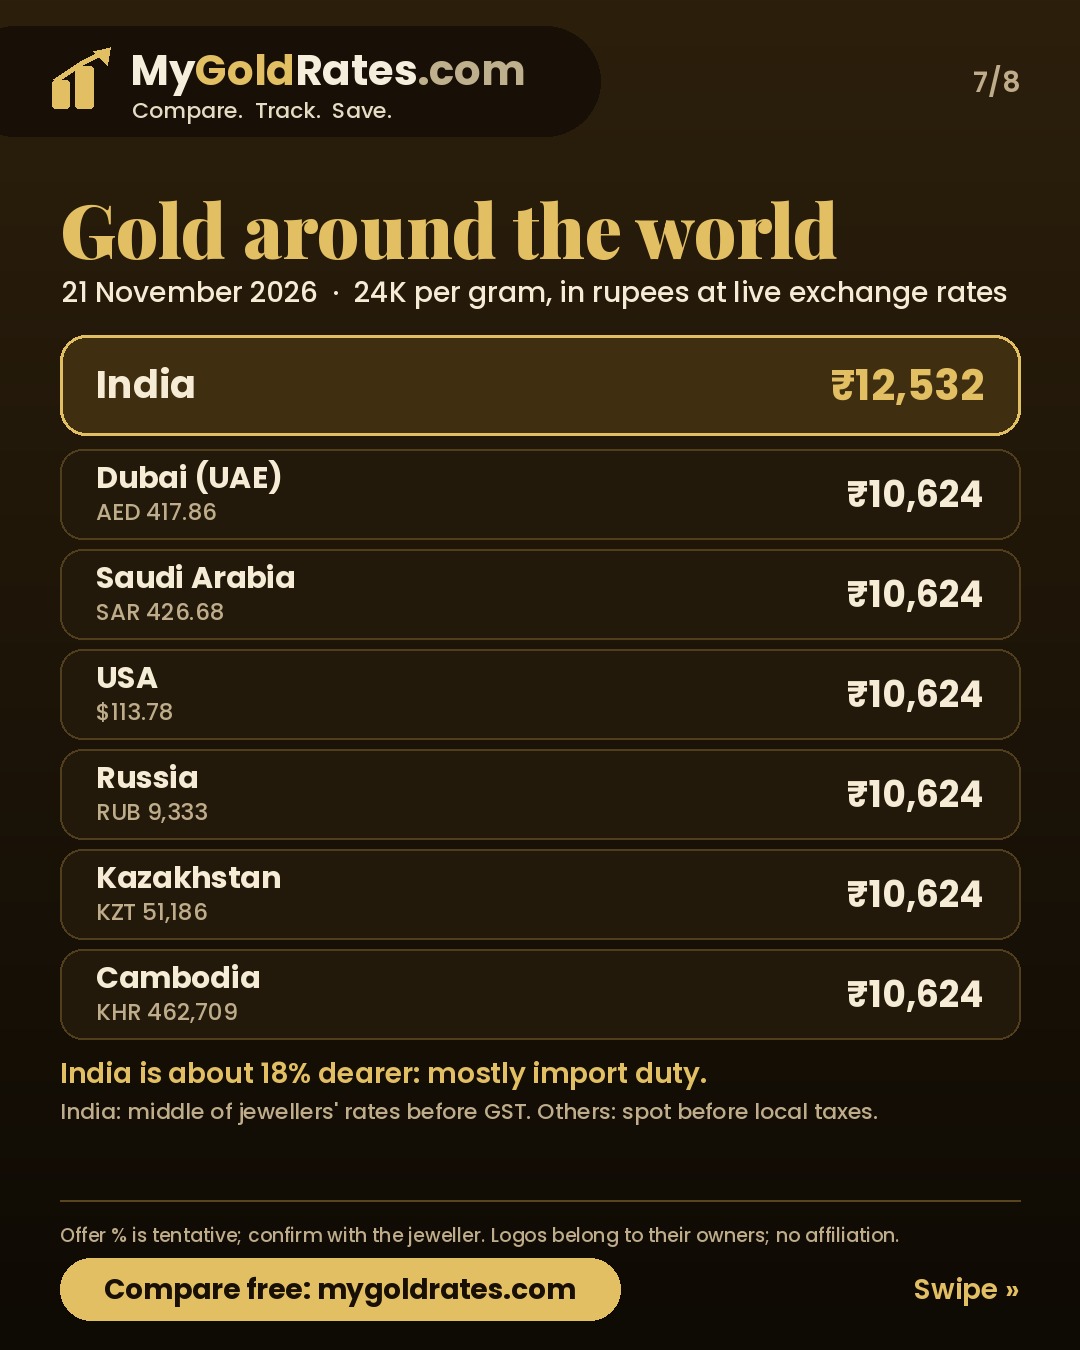 MyGoldRates.com
7/8
Compare. Track. Save.
Gold around the world
21 November 2026 · 24K per gram, in rupees at live exchange rates
India
₹12,532
Dubai (UAE)
AED 417.86
₹10,624
Saudi Arabia
SAR 426.68
₹10,624
USA
$113.78
₹10,624
Russia
RUB 9,333
₹10,624
Kazakhstan
KZT 51,186
₹10,624
Cambodia
KHR 462,709
₹10,624
India is about 18% dearer: mostly import duty.
India: middle of jewellers' rates before GST. Others: spot before local taxes.
Offer % is tentative; confirm with the jeweller. Logos belong to their owners; no affiliation.
Compare free: mygoldrates.com
Swipe »